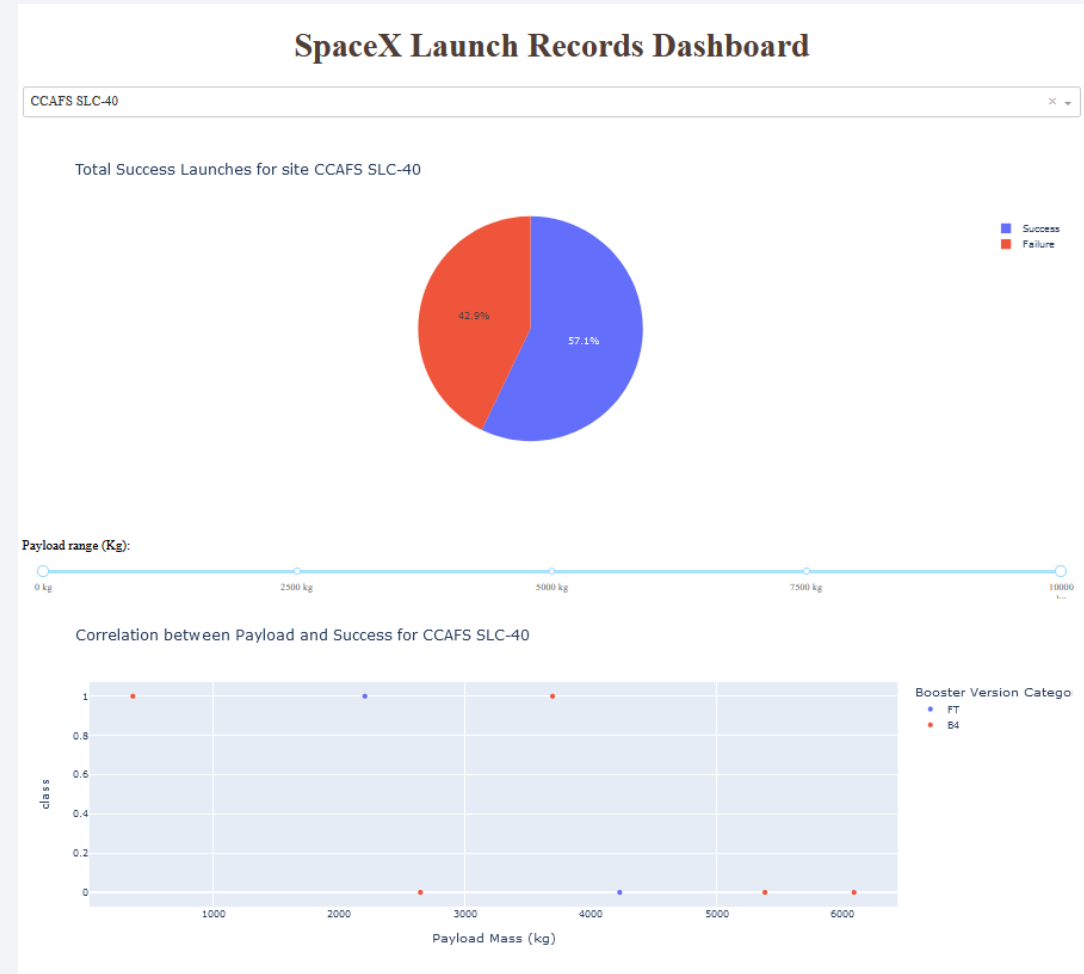 SpaceX Launch Records Dashboard
CCAFS SLC-40
Total Success Launches for site CCAFS SLC-40
Success
Failure
42.9%
57.1%
Payload range (Kg):
0 kg 2500 kg 5000 kg 7500 kg 10000
Correlation between Payload and Success for CCAFS SLC-40
Booster Version Catego
FT
B4
1
0.8
0.6
0.4
0.2
0
class
1000 2000 3000 4000 5000 6000
Payload Mass (kg)